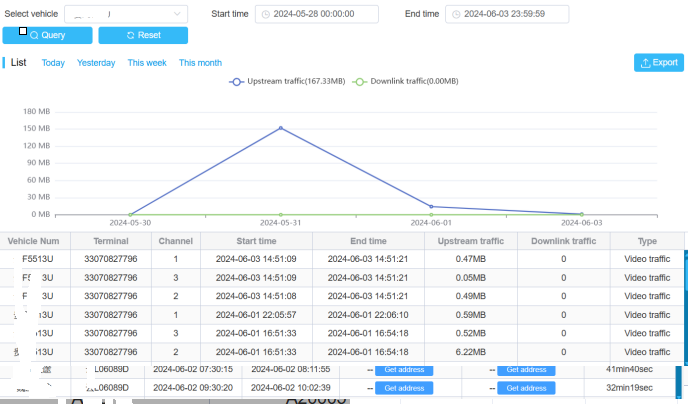 Select vehicle Start time 2024-05-28 00:00:00 End time 2024-06-03 23:59:59
Query Reset
List Today Yesterday This week This month Export
Upstream traffic(167.33MB) Downlink traffic(0.00MB)
180 MB
150 MB
120 MB
90 MB
60 MB
30 MB
0 MB
2024-05-30 2024-05-31 2024-06-01 2024-06-03
Vehicle Num Terminal Channel Start time End time Upstream traffic Downlink traffic Type
F5513U 33070827796 1 2024-06-03 14:51:09 2024-06-03 14:51:21 0.47MB 0 Video traffic
3U 33070827796 3 2024-06-03 14:51:09 2024-06-03 14:51:21 0.05MB 0 Video traffic
3U 33070827796 2 2024-06-03 14:51:08 2024-06-03 14:51:21 0.49MB 0 Video traffic
13U 33070827796 1 2024-06-01 22:05:57 2024-06-01 22:06:10 0.59MB 0 Video traffic
513U 33070827796 3 2024-06-01 16:51:33 2024-06-01 16:54:18 0.52MB 0 Video traffic
513U 33070827796 2 2024-06-01 16:51:33 2024-06-01 16:54:18 6.22MB 0 Video traffic
L06089D 2024-06-02 07:30:15 2024-06-02 08:11:55 -- Get address -- Get address 41min40sec
L06089D 2024-06-02 09:30:20 2024-06-02 10:02:39 -- Get address -- Get address 32min19sec